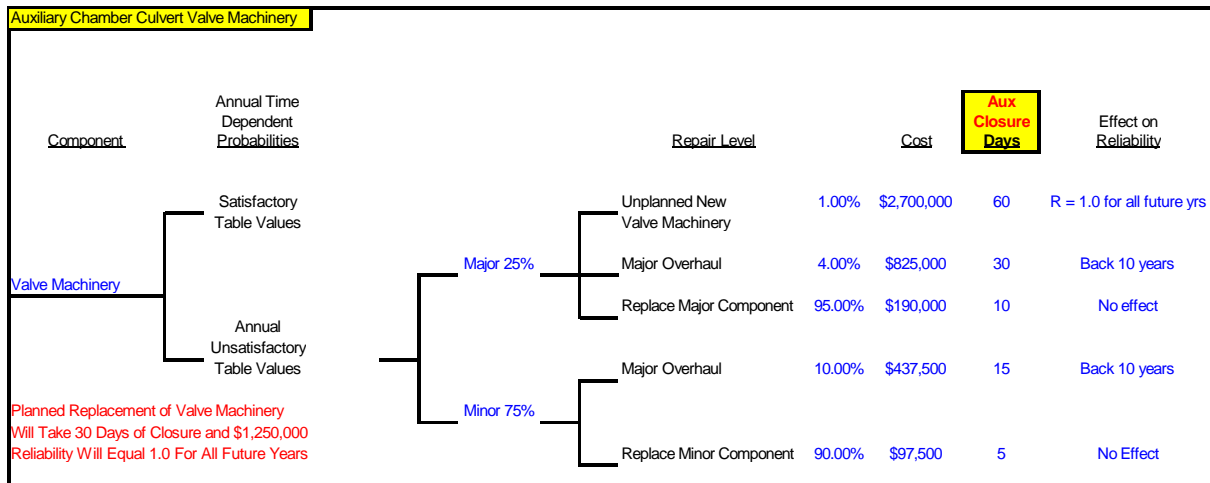 Auxiliary Chamber Culvert Valve Machinery
Annual Time
Dependent
Probabilities
Component
Repair Level
Cost
Aux
Closure
Days
Effect on
Reliability
Satisfactory
Table Values
Unplanned New
Valve Machinery
1.00% $2,700,000 60 R = 1.0 for all future yrs
Major 25%
Major Overhaul 4.00% $825,000 30 Back 10 years
Valve Machinery
Replace Major Component 95.00% $190,000 10 No effect
Annual
Unsatisfactory
Table Values
Major Overhaul 10.00% $437,500 15 Back 10 years
Minor 75%
Planned Replacement of Valve Machinery
Will Take 30 Days of Closure and $1,250,000
Reliability Will Equal 1.0 For All Future Years
Replace Minor Component 90.00% $97,500 5 No Effect